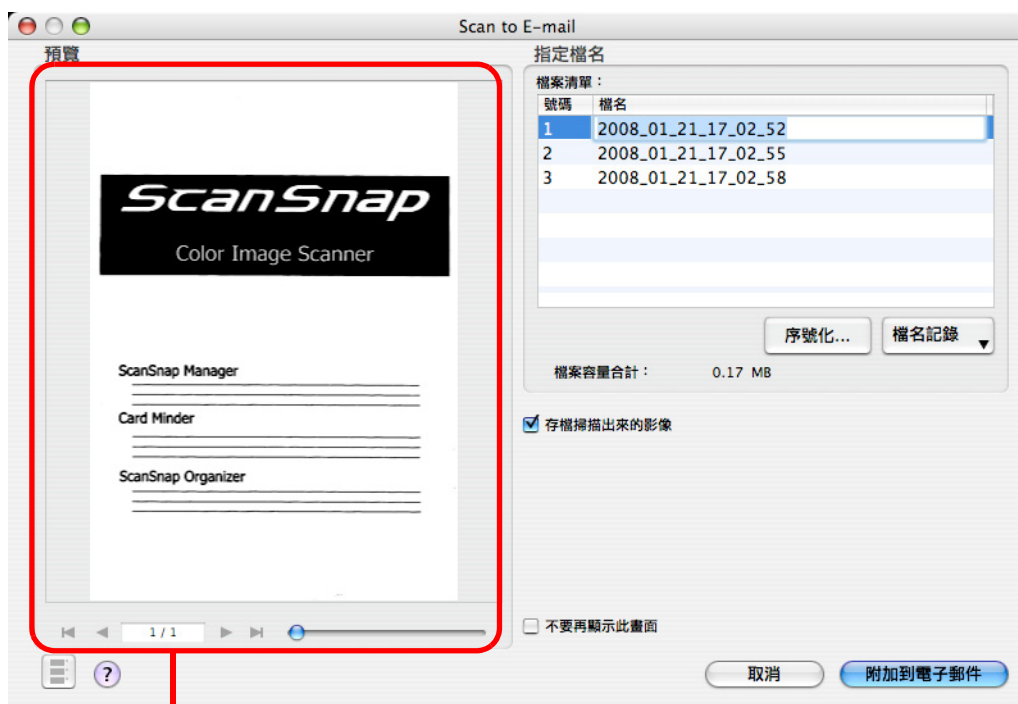 Scan to E-mail
預覽
ScanSnap
Color Image Scanner
ScanSnap Manager
Card Minder
ScanSnap Organizer
1 / 1
?
指定檔名
檔案清單：
號碼 檔名
1 2008_01_21_17_02_52
2 2008_01_21_17_02_55
3 2008_01_21_17_02_58
序號化... 檔名記錄
檔案容量合計： 0.17 MB
存檔掃描出來的影像
不要再顯示此畫面
取消 附加到電子郵件